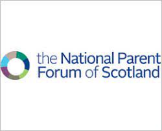 the National Parent
Forum of Scotland